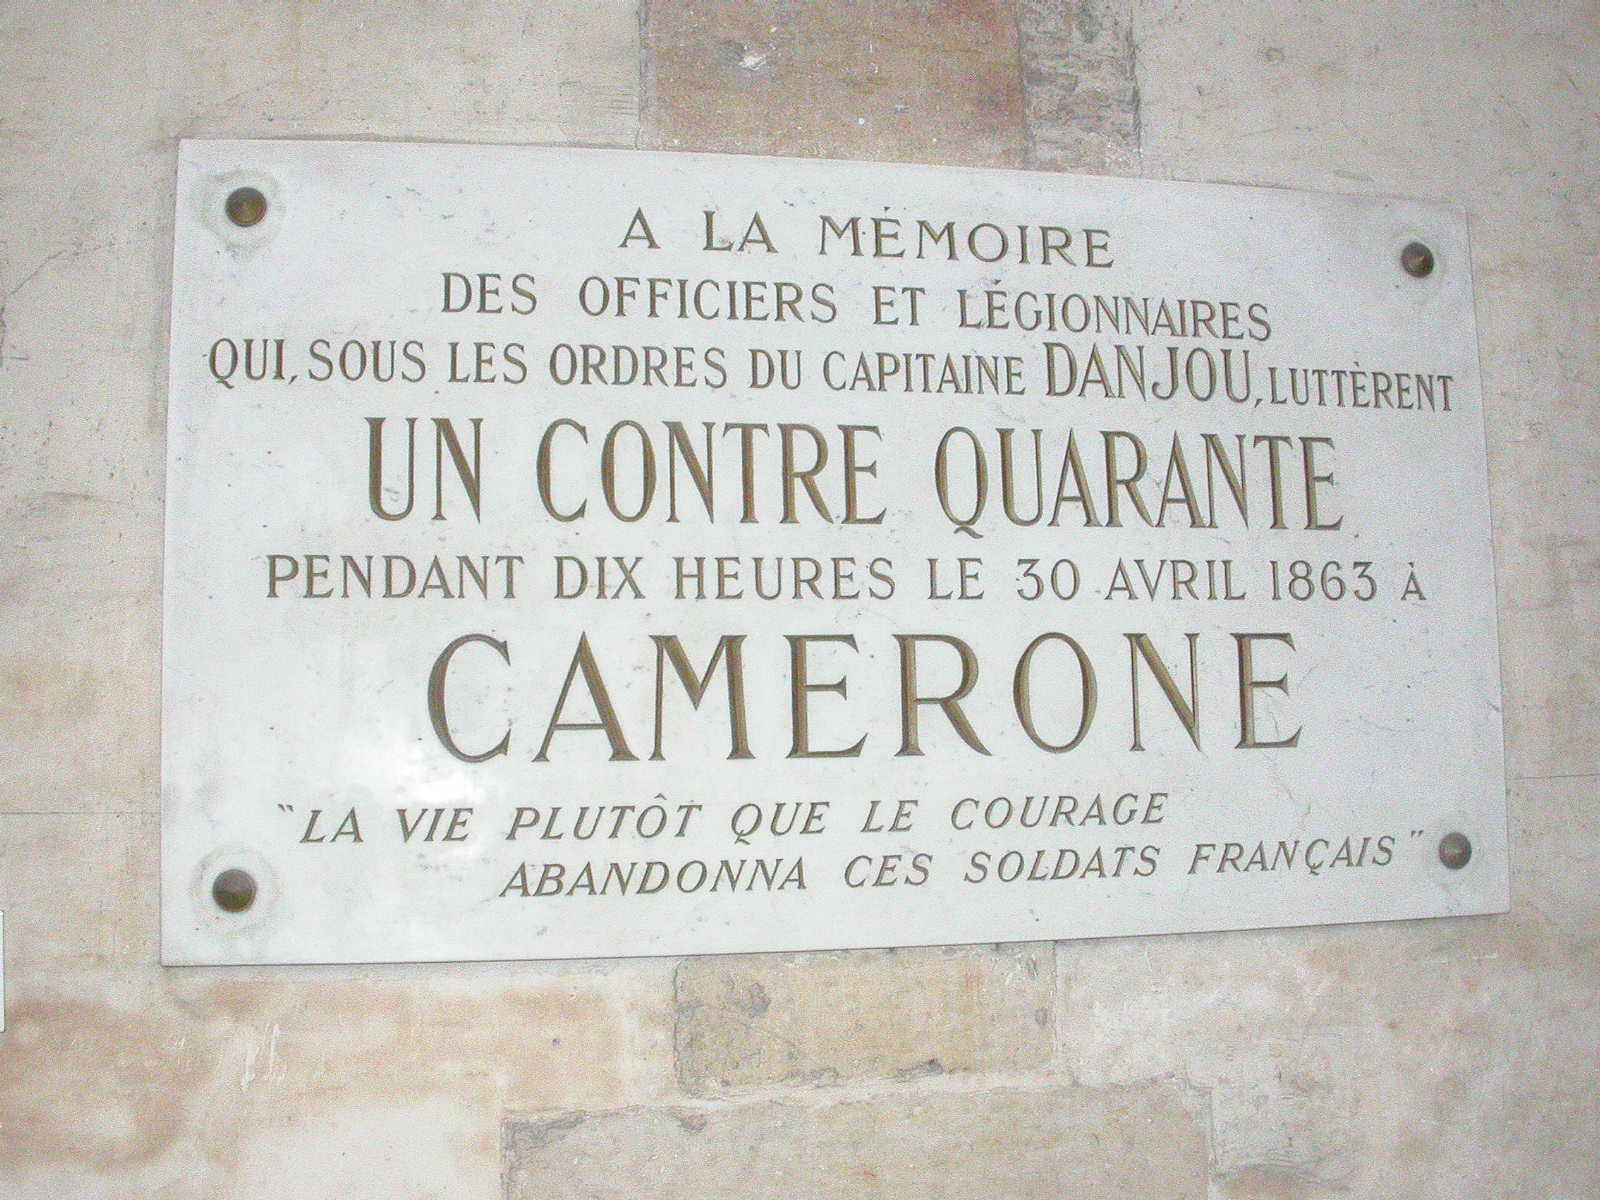 A LA MÉMOIRE
DES OFFICIERS ET LÉGIONNAIRES
QUI, SOUS LES ORDRES DU CAPITAINE DANJOU, LUTTÈRENT
UN CONTRE QUARANTE
PENDANT DIX HEURES LE 30 AVRIL 1863 À
CAMERONE
"LA VIE PLUTÔT QUE LE COURAGE
ABANDONNA CES SOLDATS FRANÇAIS"